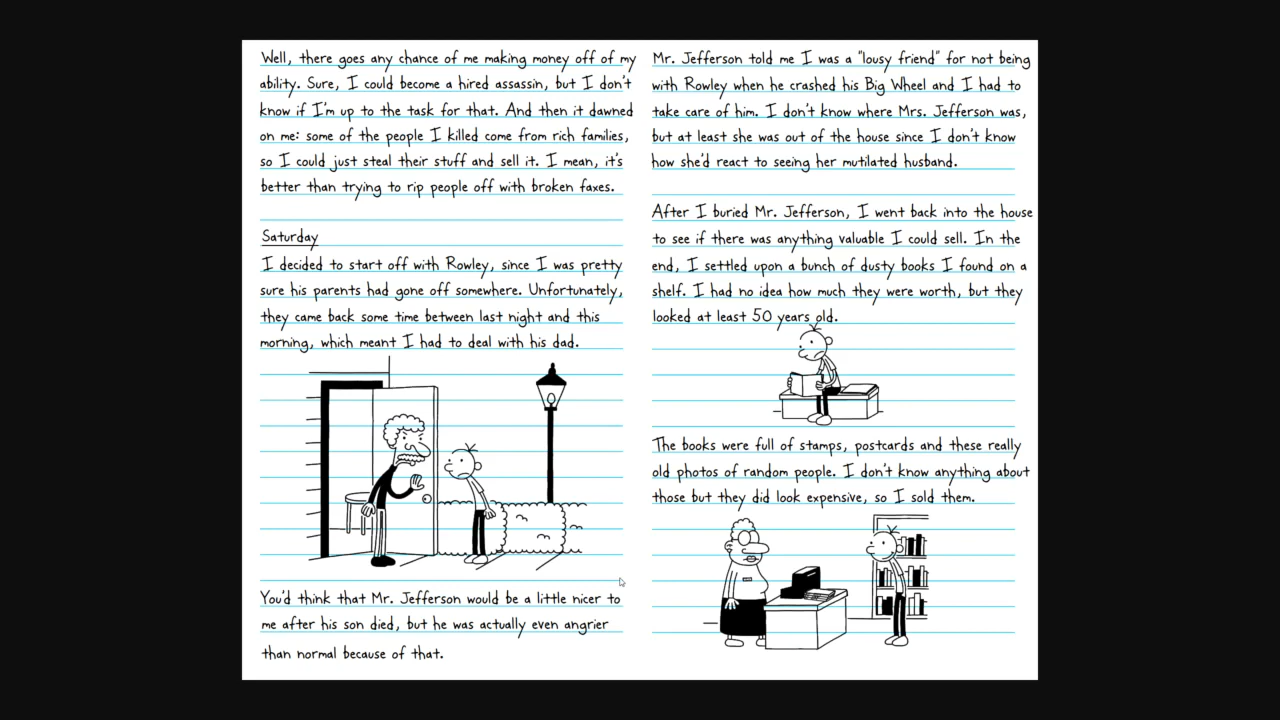 Well, there goes any chance of me making money off of my
ability. Sure, I could become a hired assassin, but I don't
know if I'm up to the task for that. And then it dawned
on me: some of the people I killed come from rich families,
so I could just steal their stuff and sell it. I mean, it's
better than trying to rip people off with broken faxes.
Saturday
I decided to start off with Rowley, since I was pretty
sure his parents had gone off somewhere. Unfortunately,
they came back some time between last night and this
morning, which meant I had to deal with his dad.
You'd think that Mr. Jefferson would be a little nicer to
me after his son died, but he was actually even angrier
than normal because of that.
Mr. Jefferson told me I was a "lousy friend" for not being
with Rowley when he crashed his Big Wheel and I had to
take care of him. I don't know where Mrs. Jefferson was,
but at least she was out of the house since I don't know
how she'd react to seeing her mutilated husband.
After I buried Mr. Jefferson, I went back into the house
to see if there was anything valuable I could sell. In the
end, I settled upon a bunch of dusty books I found on a
shelf. I had no idea how much they were worth, but they
looked at least 50 years old.
The books were full of stamps, postcards and these really
old photos of random people. I don't know anything about
those but they did look expensive, so I sold them.